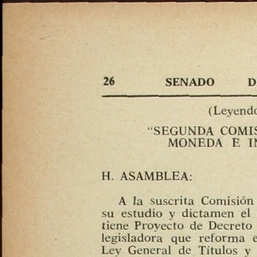 26 SENADO D
(Leyendo
"SEGUNDA COMIS
MONEDA E IN
H. ASAMBLEA:
A la suscrita Comisión
su estudio y dictamen el
tiene Proyecto de Decreto
legisladora que reforma e
Ley General de Títulos y